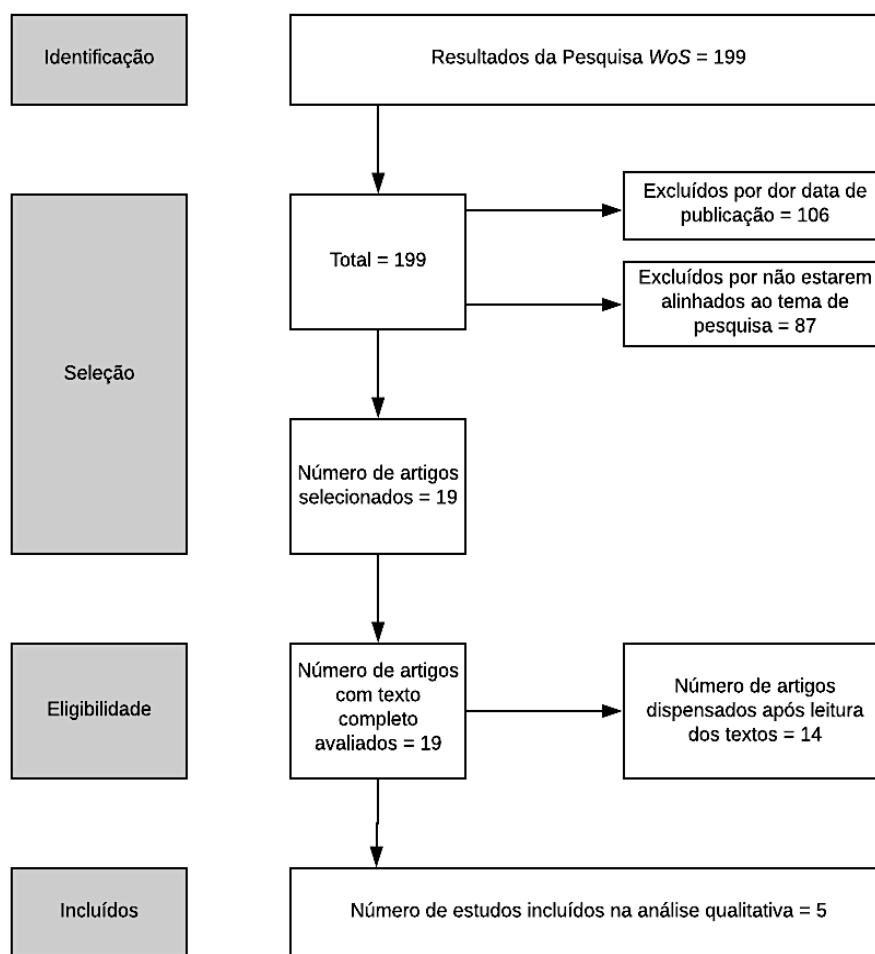 Identificação
Resultados da Pesquisa WoS = 199
Seleção
Total = 199
Excluídos por dor data de
publicação = 106
Excluídos por não estarem
alinhados ao tema de
pesquisa = 87
Número de artigos
selecionados = 19
Eligibilidade
Número de artigos
com texto
completo
avaliados = 19
Número de artigos
dispensados após leitura
dos textos = 14
Incluídos
Número de estudos incluídos na análise qualitativa = 5